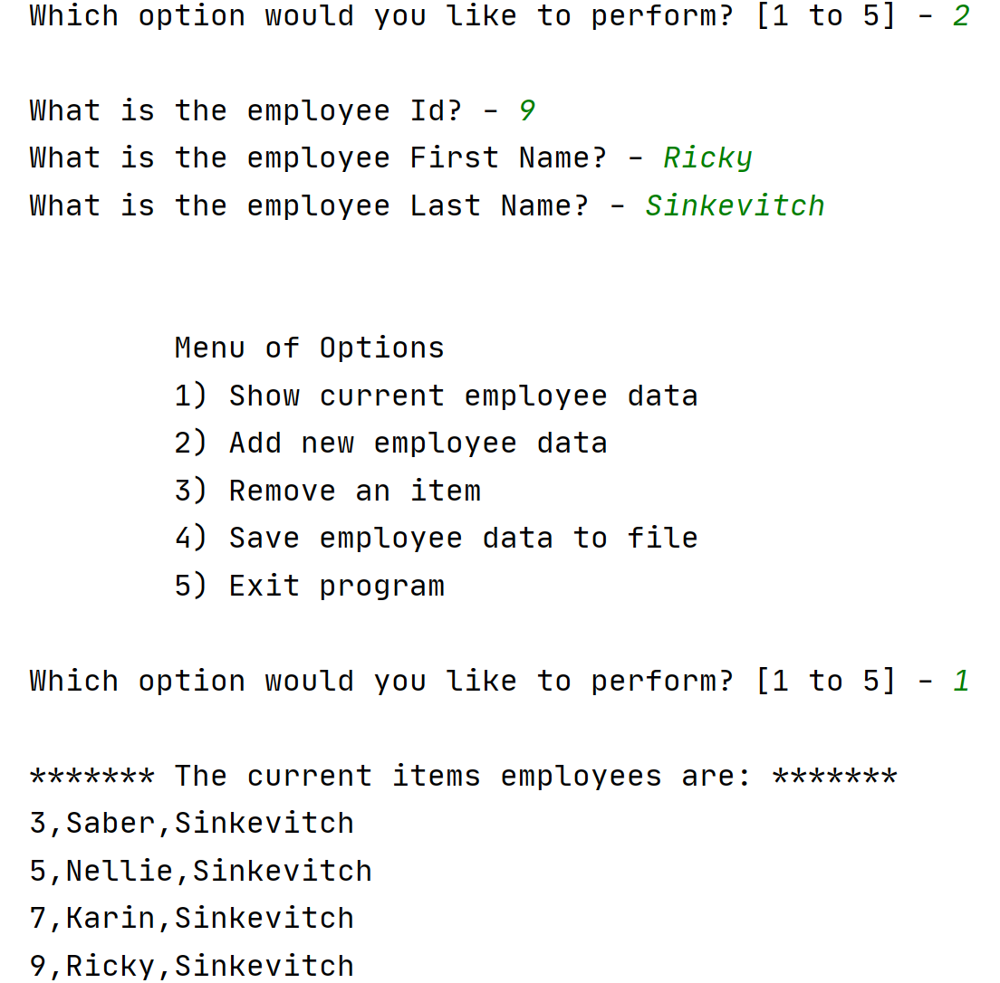 Which option would you like to perform? [1 to 5] - 2
What is the employee Id? - 9
What is the employee First Name? - Ricky
What is the employee Last Name? - Sinkevitch
Menu of Options
1) Show current employee data
2) Add new employee data
3) Remove an item
4) Save employee data to file
5) Exit program
Which option would you like to perform? [1 to 5] - 1
******* The current items employees are: *******
3,Saber,Sinkevitch
5,Nellie,Sinkevitch
7,Karin,Sinkevitch
9,Ricky,Sinkevitch